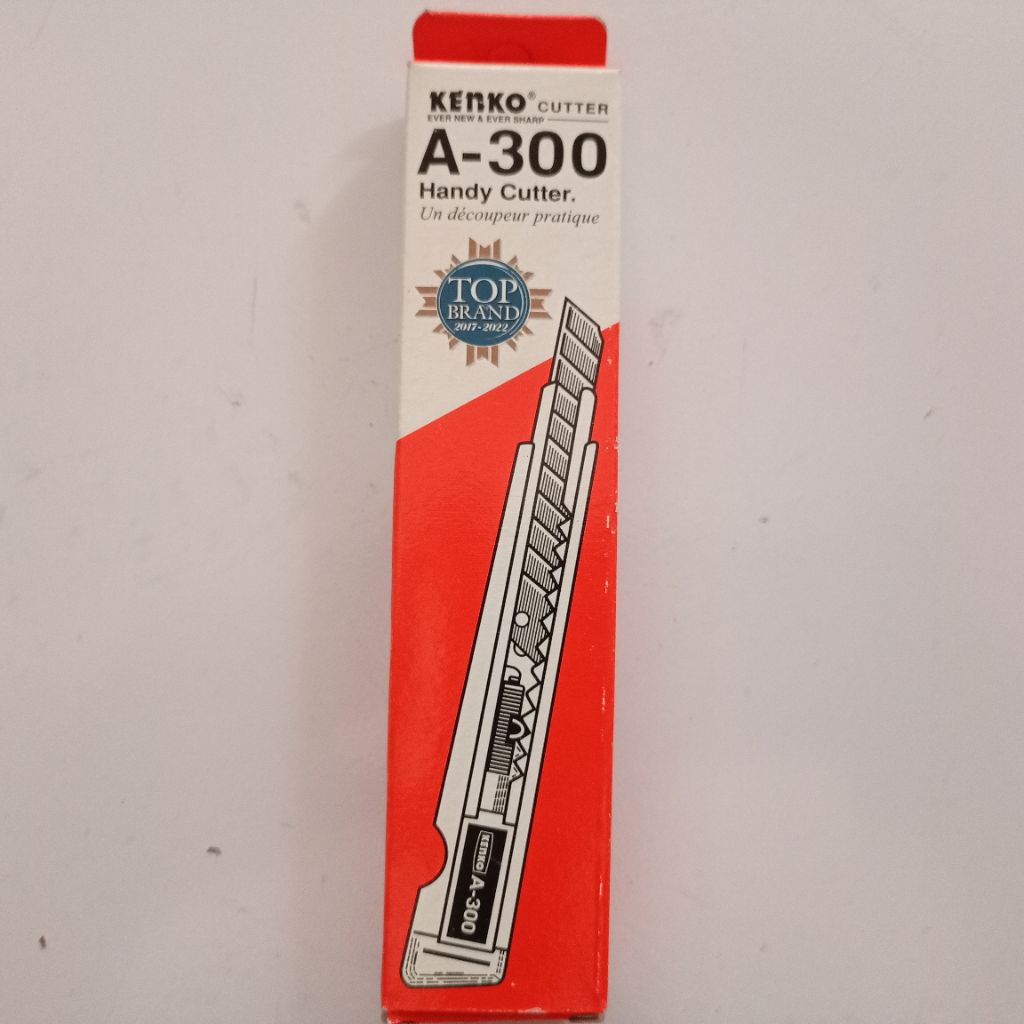 KENKO® CUTTER
EVER NEW & EVER SHARP
A-300
Handy Cutter.
Un découpeur pratique
TOP
BRAND
2017-2022
KENKO A-300